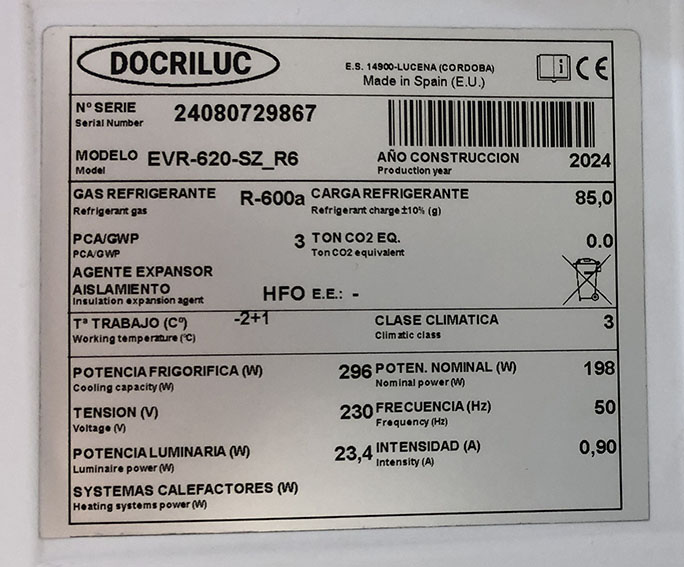 DOCRILUC
E.S. 14900-LUCENA (CORDOBA)
Made in Spain (E.U.)
i CE
Nº SERIE 24080729867
Serial Number
MODELO EVR-620-SZ_R6 AÑO CONSTRUCCION 2024
Model Production year
GAS REFRIGERANTE R-600a CARGA REFRIGERANTE 85,0
Refrigerant gas Refrigerant charge±10% (g)
PCA/GWP 3 TON CO2 EQ. 0.0
PCA/GWP Ton CO2 equivalent
AGENTE EXPANSOR
AISLAMIENTO HFO E.E.: -
Insulation expansion agent
Tª TRABAJO (Cº) -2+1 CLASE CLIMATICA 3
Working temperature (ºC) Climatic class
POTENCIA FRIGORIFICA (W) 296 POTEN. NOMINAL (W) 198
Cooling capacity (W) Nominal power (W)
TENSION (V) 230 FRECUENCIA (Hz) 50
Voltage (V) Frequency (Hz)
POTENCIA LUMINARIA (W) 23,4 INTENSIDAD (A) 0,90
Luminaire power (W) Intensity (A)
SYSTEMAS CALEFACTORES (W)
Heating systems power (W)